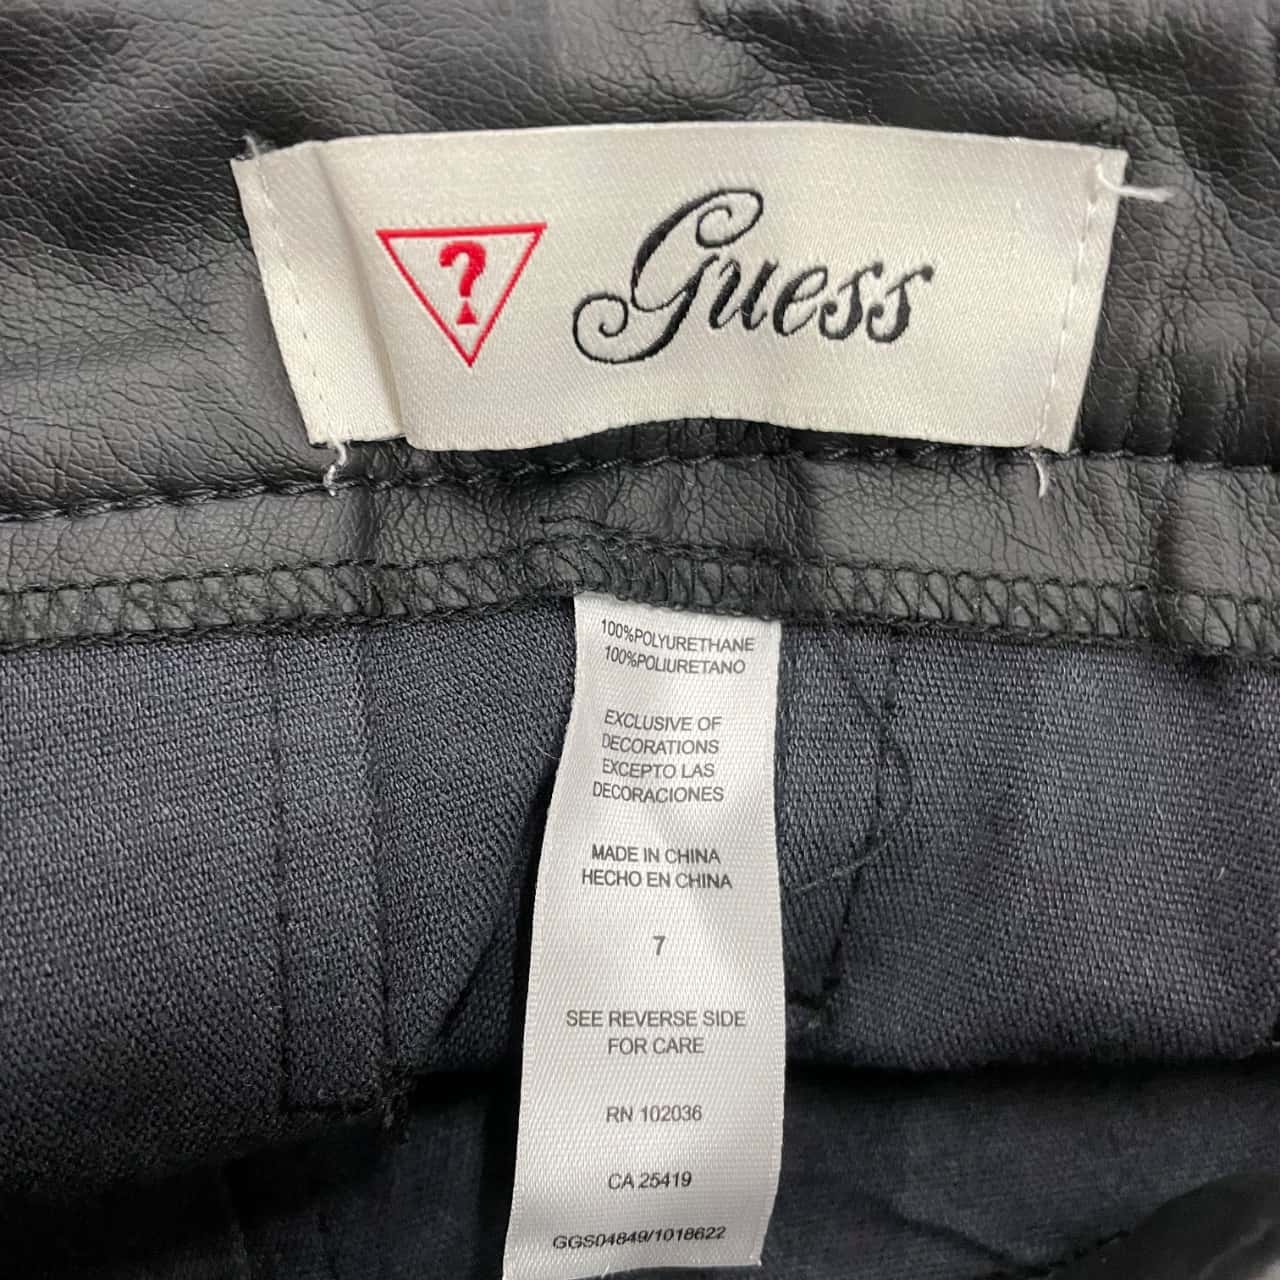 ?
Guess
100%POLYURETHANE
100%POLIURETANO
EXCLUSIVE OF
DECORATIONS
EXCEPTO LAS
DECORACIONES
MADE IN CHINA
HECHO EN CHINA
7
SEE REVERSE SIDE
FOR CARE
RN 102036
CA 25419
GGS04849/1018622